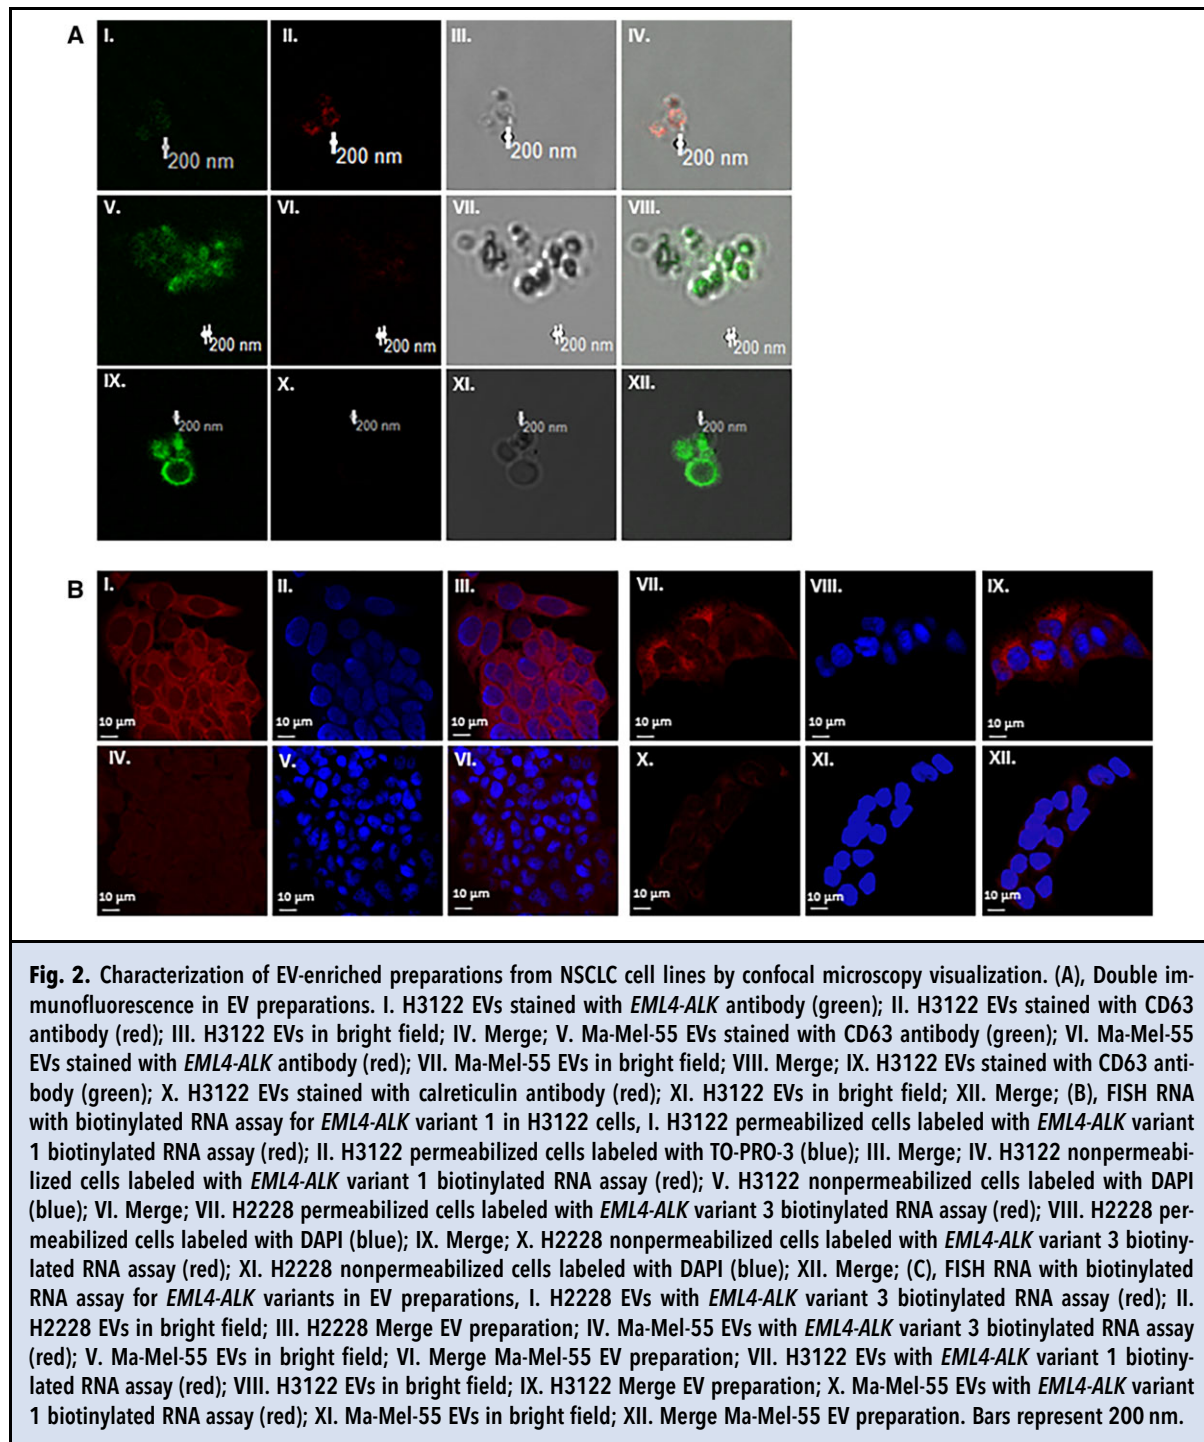 A
I.
II.
III.
IV.
200 nm
200 nm
200 nm
200 nm
V.
VI.
VII.
VIII.
200 nm
200 nm
200 nm
200 nm
IX.
X.
XI.
XII.
200 nm
200 nm
200 nm
200 nm
B
I.
II.
III.
VII.
VIII.
IX.
10 µm
10 µm
10 µm
10 µm
10 µm
10 µm
IV.
V.
VI.
X.
XI.
XII.
10 µm
10 µm
10 µm
10 µm
10 µm
10 µm
Fig. 2. Characterization of EV-enriched preparations from NSCLC cell lines by confocal microscopy visualization. (A), Double im-
munofluorescence in EV preparations. I. H3122 EVs stained with EML4-ALK antibody (green); II. H3122 EVs stained with CD63
antibody (red); III. H3122 EVs in bright field; IV. Merge; V. Ma-Mel-55 EVs stained with CD63 antibody (green); VI. Ma-Mel-55
EVs stained with EML4-ALK antibody (red); VII. Ma-Mel-55 EVs in bright field; VIII. Merge; IX. H3122 EVs stained with CD63 anti-
body (green); X. H3122 EVs stained with calreticulin antibody (red); XI. H3122 EVs in bright field; XII. Merge; (B), FISH RNA
with biotinylated RNA assay for EML4-ALK variant 1 in H3122 cells, I. H3122 permeabilized cells labeled with EML4-ALK variant
1 biotinylated RNA assay (red); II. H3122 permeabilized cells labeled with TO-PRO-3 (blue); III. Merge; IV. H3122 nonpermeabi-
lized cells labeled with EML4-ALK variant 1 biotinylated RNA assay (red); V. H3122 nonpermeabilized cells labeled with DAPI
(blue); VI. Merge; VII. H2228 permeabilized cells labeled with EML4-ALK variant 3 biotinylated RNA assay (red); VIII. H2228 per-
meabilized cells labeled with DAPI (blue); IX. Merge; X. H2228 nonpermeabilized cells labeled with EML4-ALK variant 3 biotiny-
lated RNA assay (red); XI. H2228 nonpermeabilized cells labeled with DAPI (blue); XII. Merge; (C), FISH RNA with biotinylated
RNA assay for EML4-ALK variants in EV preparations, I. H2228 EVs with EML4-ALK variant 3 biotinylated RNA assay (red); II.
H2228 EVs in bright field; III. H2228 Merge EV preparation; IV. Ma-Mel-55 EVs with EML4-ALK variant 3 biotinylated RNA assay
(red); V. Ma-Mel-55 EVs in bright field; VI. Merge Ma-Mel-55 EV preparation; VII. H3122 EVs with EML4-ALK variant 1 biotiny-
lated RNA assay (red); VIII. H3122 EVs in bright field; IX. H3122 Merge EV preparation; X. Ma-Mel-55 EVs with EML4-ALK variant
1 biotinylated RNA assay (red); XI. Ma-Mel-55 EVs in bright field; XII. Merge Ma-Mel-55 EV preparation. Bars represent 200 nm.